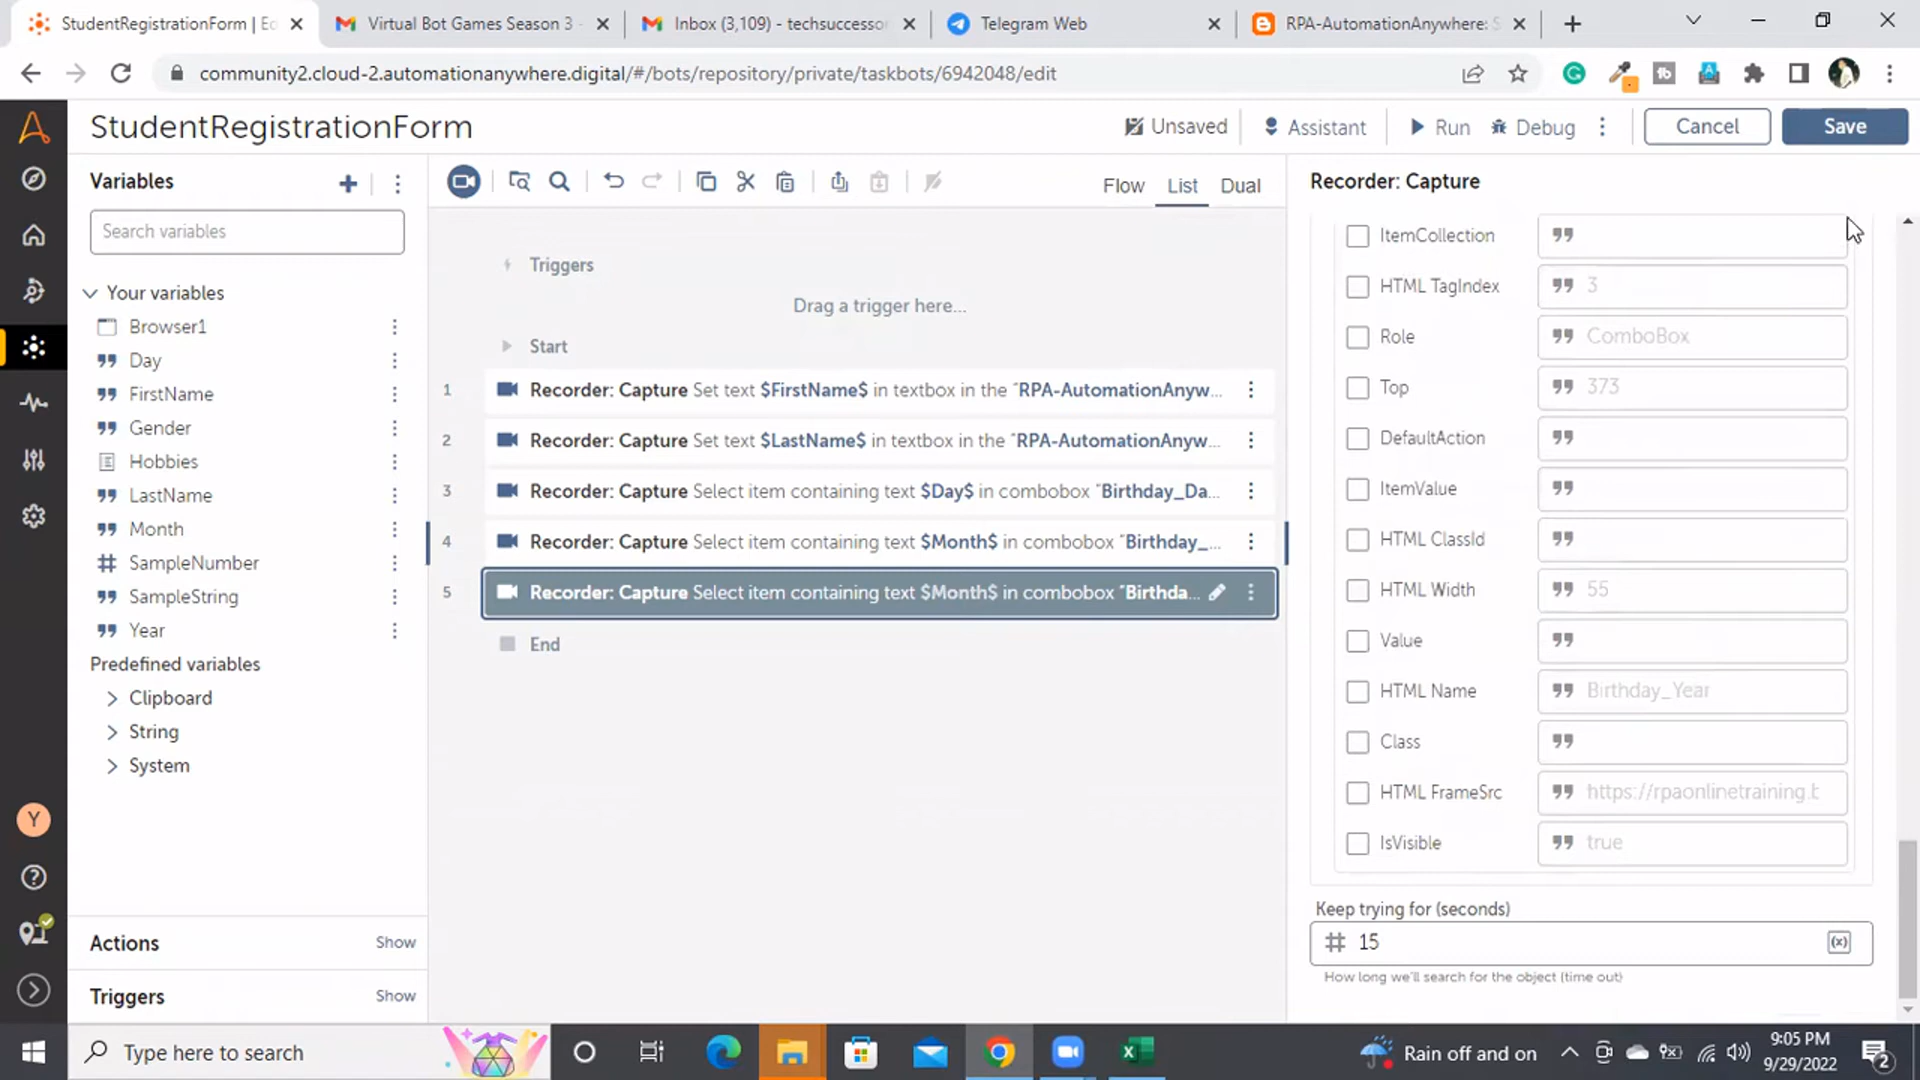 StudentRegistrationForm | Ed
Virtual Bot Games Season 3 -
Inbox (3,109) - techsuccessor
Telegram Web
RPA-AutomationAnywhere: S
community2.cloud-2.automationanywhere.digital/#/bots/repository/private/taskbots/6942048/edit
StudentRegistrationForm
Unsaved
Assistant
Run
Debug
Cancel
Save
Variables
Search variables
Your variables
Browser1
Day
FirstName
Gender
Hobbies
LastName
Month
SampleNumber
SampleString
Year
Predefined variables
Clipboard
String
System
Y
Actions
Show
Triggers
Show
Flow
List
Dual
Triggers
Drag a trigger here...
Start
1 Recorder: Capture Set text $FirstName$ in textbox in the "RPA-AutomationAnyw...
2 Recorder: Capture Set text $LastName$ in textbox in the "RPA-AutomationAnyw...
3 Recorder: Capture Select item containing text $Day$ in combobox "Birthday_Da...
4 Recorder: Capture Select item containing text $Month$ in combobox "Birthday_...
5 Recorder: Capture Select item containing text $Month$ in combobox "Birthda...
End
Recorder: Capture
ItemCollection
HTML TagIndex 3
Role ComboBox
Top 373
DefaultAction
ItemValue
HTML ClassId
HTML Width 55
Value
HTML Name Birthday_Year
Class
HTML FrameSrc https://rpaonlinetraining.b
IsVisible true
Keep trying for (seconds)
# 15 (x)
How long we'll search for the object (time out)
Type here to search
Rain off and on
9:05 PM
9/29/2022
2